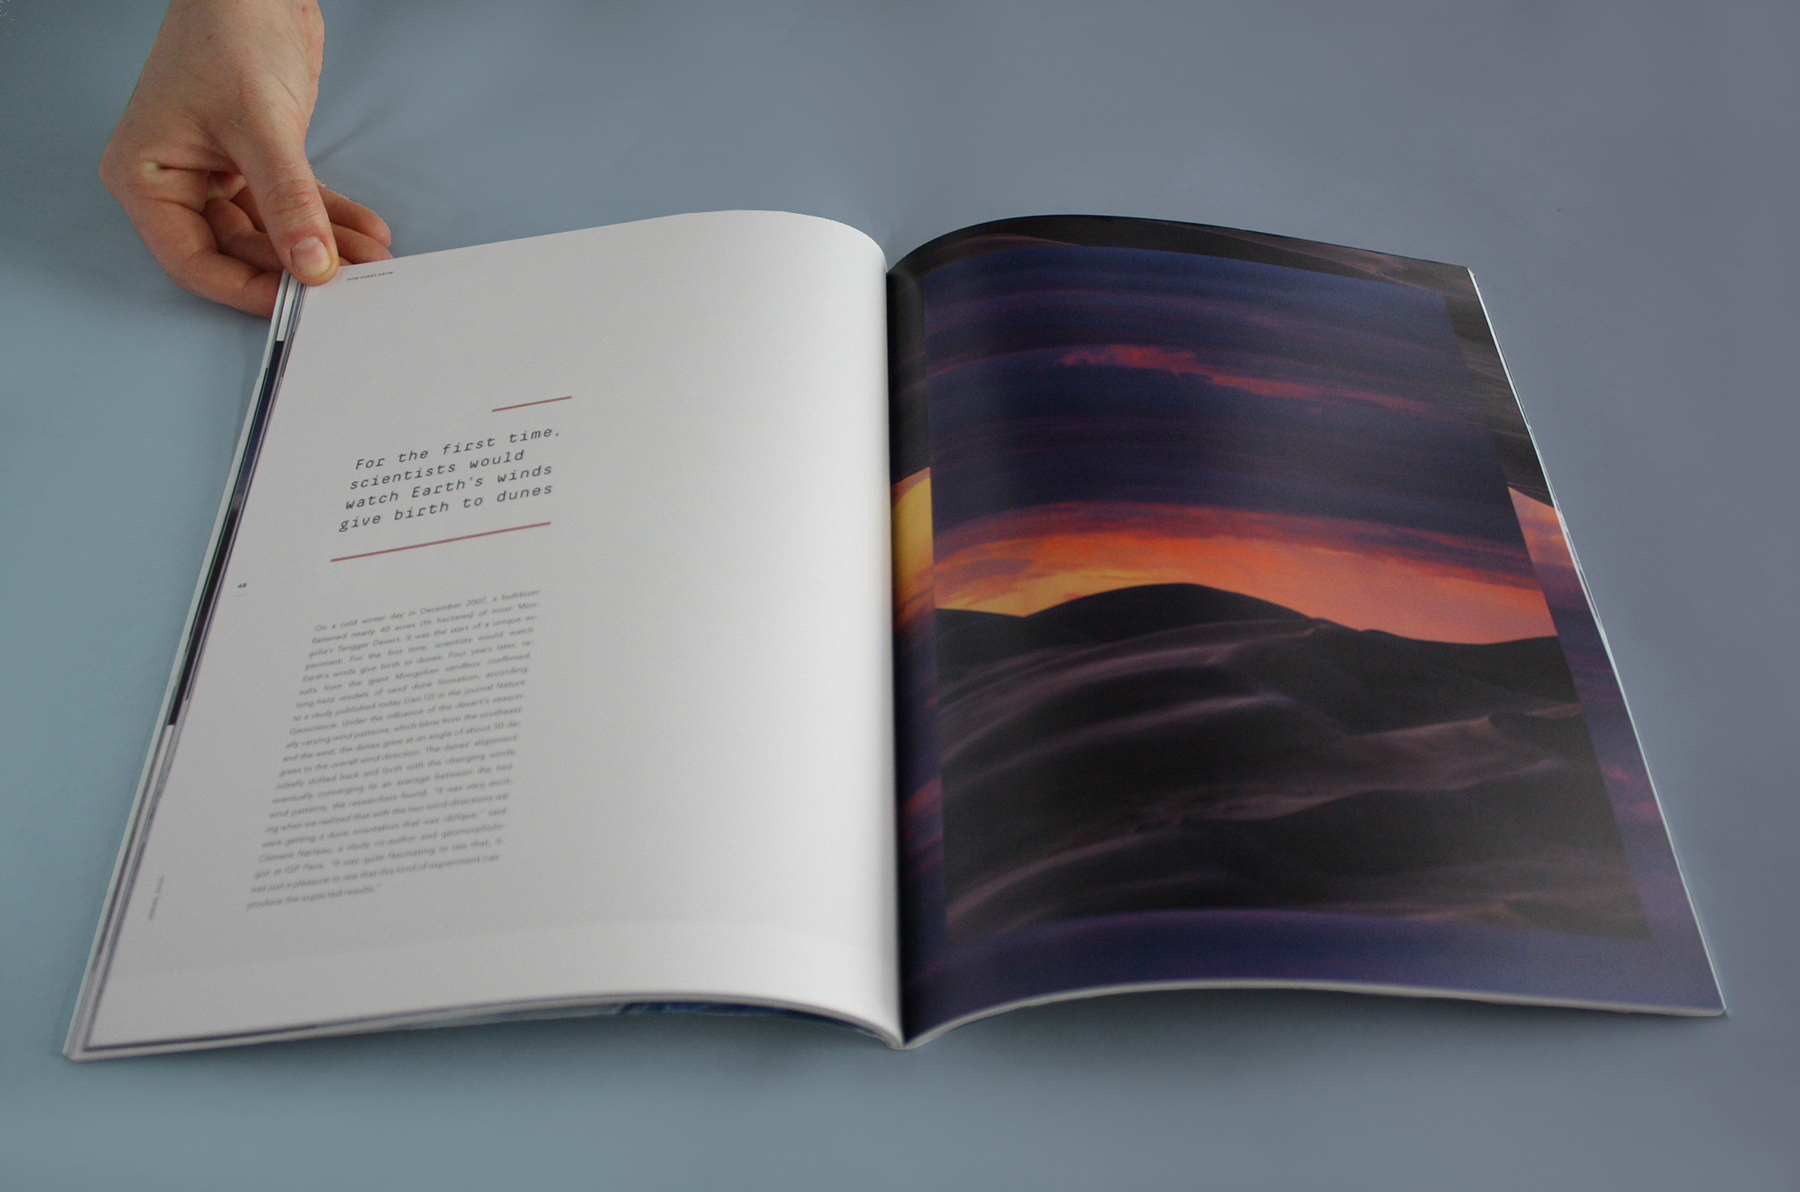 HOW DUNES GROW
For the first time,
scientists would
watch Earth's winds
give birth to dunes
48
On a cold winter day in December 2007, a bulldozer
flattened nearly 40 acres (16 hectares) of Inner Mon-
golia's Tengger Desert. It was the start of a unique ex-
periment: For the first time, scientists would watch
Earth's winds give birth to dunes. Four years later, re-
sults from the giant Mongolian sandbox confirmed
long-held models of sand dune formation, according
to a study published today (Jan.12) in the journal Nature
Geoscience. Under the influence of the desert's season-
ally varying wind patterns, which blow from the southeast
and the west, the dunes grew at an angle of about 50 de-
grees to the overall wind direction. The dunes' alignment
initially shifted back and forth with the changing winds,
eventually converging to an average between the two
wind patterns, the researchers found. "It was very excit-
ing when we realized that with the two wind directions we
were getting a dune orientation that was oblique," said
Clément Narteau, a study co-author and geomorpholo-
gist at IGP Paris. "It was quite fascinating to see that. It
was just a pleasure to see that this kind of experiment can
produce the expected results."